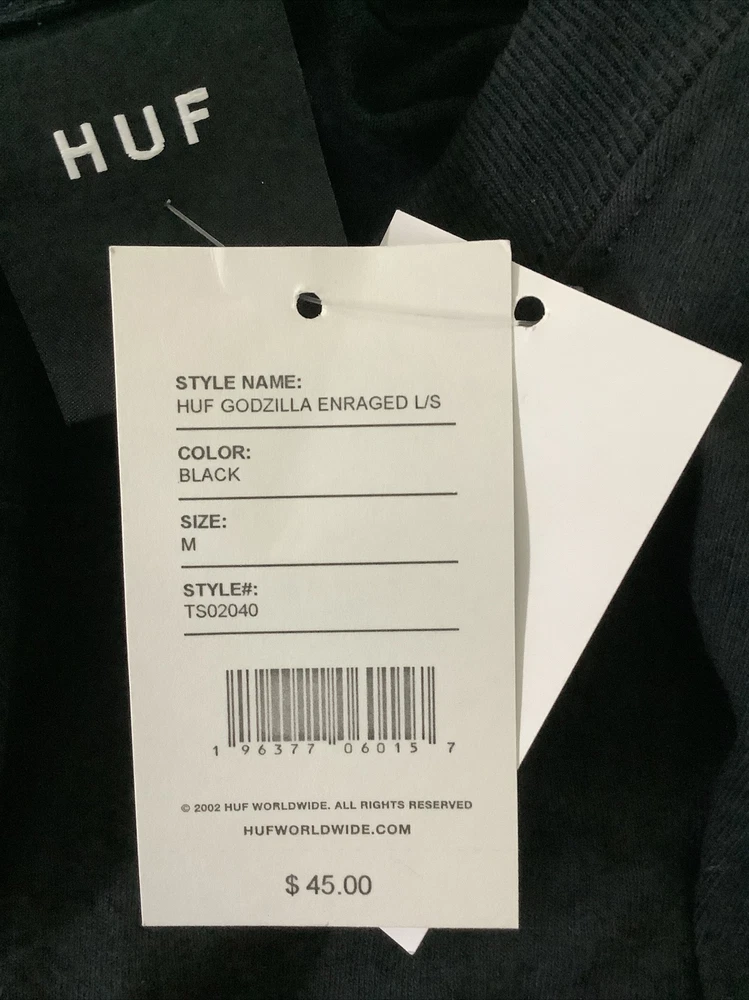 HUF
STYLE NAME:
HUF GODZILLA ENRAGED L/S
COLOR:
BLACK
SIZE:
M
STYLE#:
TS02040
1 96377 06015 7
© 2002 HUF WORLDWIDE. ALL RIGHTS RESERVED
HUFWORLDWIDE.COM
$ 45.00